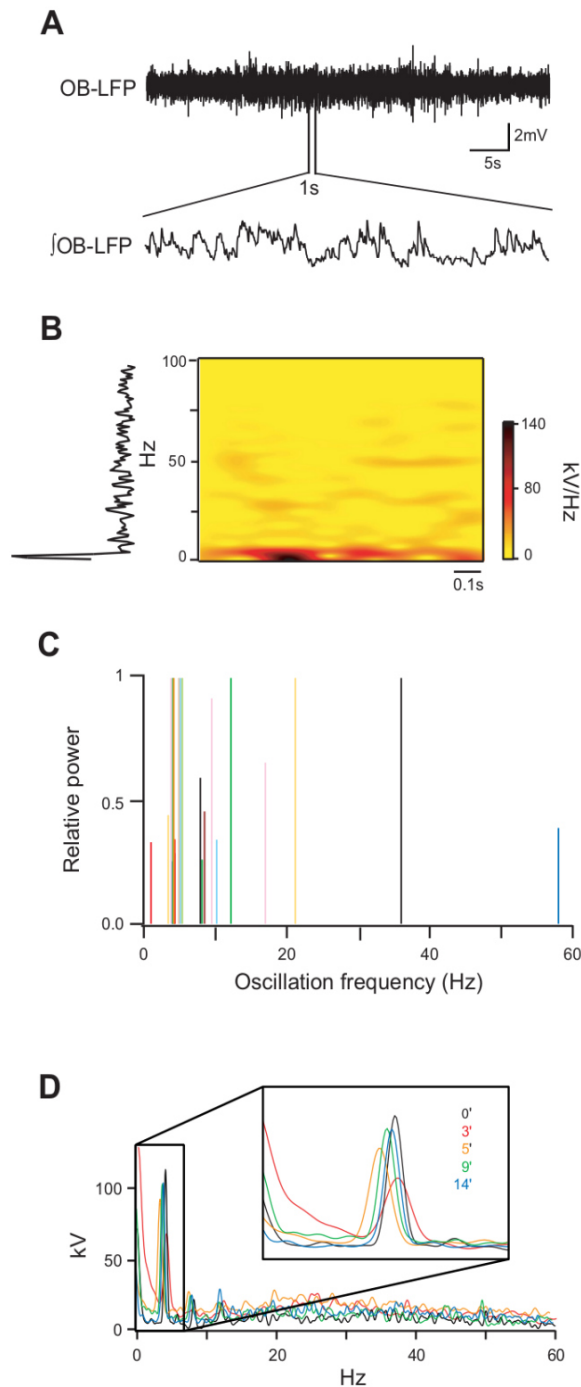 A
OB-LFP
2mV
5s
1s
∫OB-LFP
B
100
50
0
Hz
140
80
0
kV/Hz
0.1s
C
1
0.5
0.0
Relative power
0 20 40 60
Oscillation frequency (Hz)
D
0'
3'
5'
9'
14'
100
50
0
kV
0 20 40 60
Hz